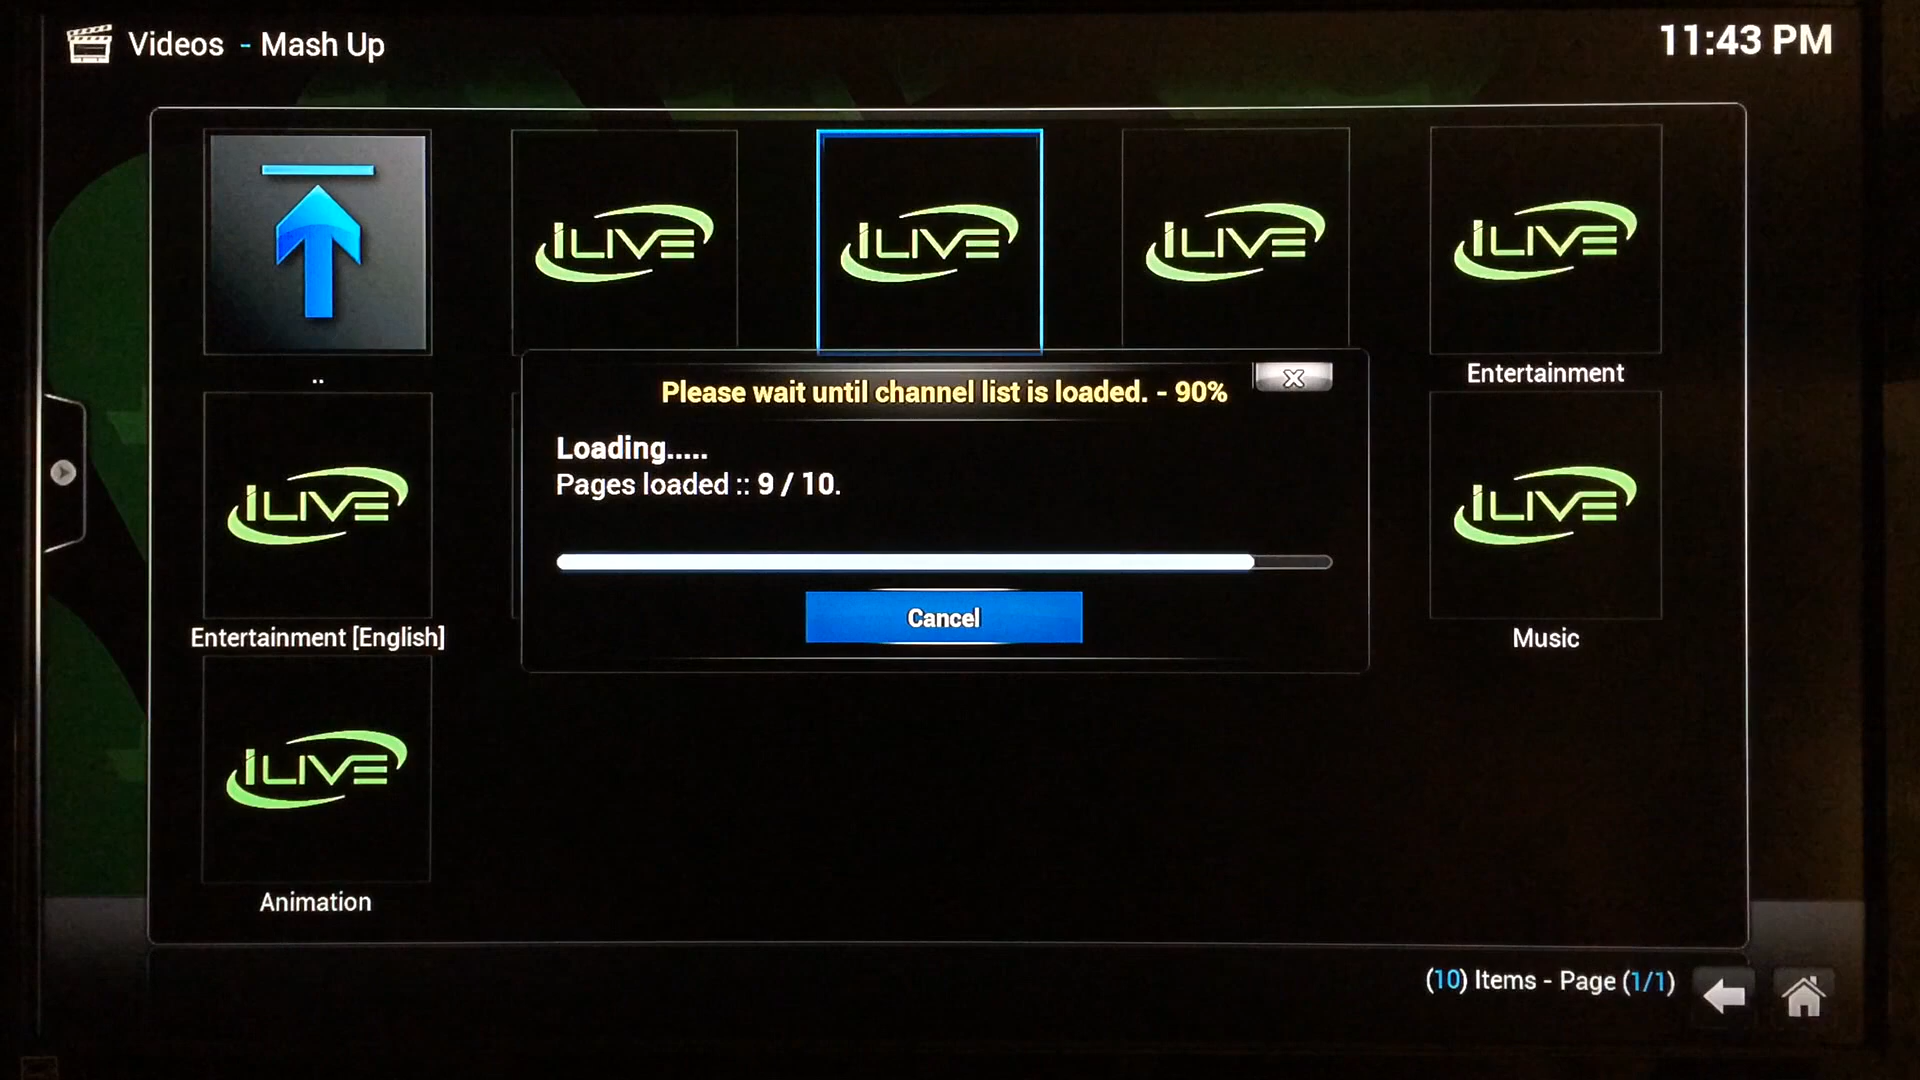 Videos - Mash Up
11:43 PM
iLIVE
iLIVE
iLIVE
iLIVE
..
Entertainment
Please wait until channel list is loaded. - 90%
x
Loading.....
Pages loaded :: 9 / 10.
Cancel
iLIVE
iLIVE
Entertainment [English]
Music
iLIVE
Animation
(10) Items - Page (1/1)